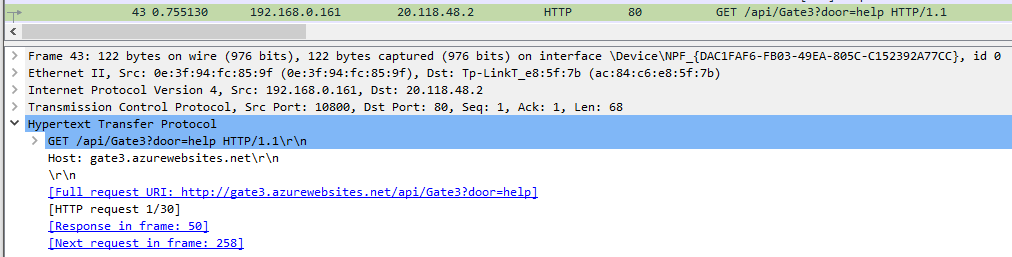 43 0.755130 192.168.0.161 20.118.48.2 HTTP 80 GET /api/Gate3?door=help HTTP/1.1
Frame 43: 122 bytes on wire (976 bits), 122 bytes captured (976 bits) on interface \Device\NPF_{DAC1FAF6-FB03-49EA-805C-C152392A77CC}, id 0
Ethernet II, Src: 0e:3f:94:fc:85:9f (0e:3f:94:fc:85:9f), Dst: Tp-LinkT_e8:5f:7b (ac:84:c6:e8:5f:7b)
Internet Protocol Version 4, Src: 192.168.0.161, Dst: 20.118.48.2
Transmission Control Protocol, Src Port: 10800, Dst Port: 80, Seq: 1, Ack: 1, Len: 68
Hypertext Transfer Protocol
GET /api/Gate3?door=help HTTP/1.1\r\n
Host: gate3.azurewebsites.net\r\n
\r\n
[Full request URI: http://gate3.azurewebsites.net/api/Gate3?door=help]
[HTTP request 1/30]
[Response in frame: 50]
[Next request in frame: 258]